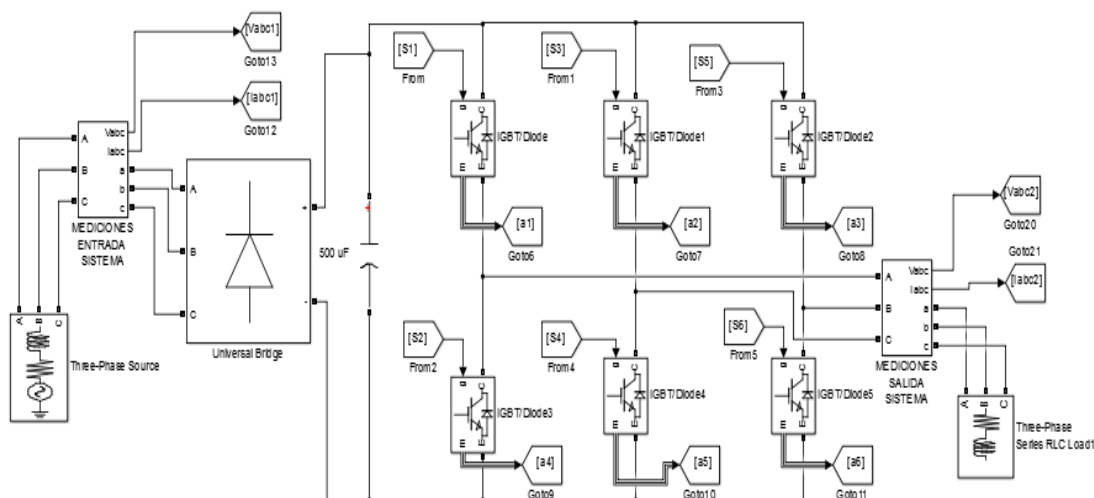 [Vabc1]
Goto13
[Iabc1]
Goto12
Vabc
A
Iabc
B
a
b
C
c
MEDICIONES
ENTRADA
SISTEMA
A
B
C
Three-Phase Source
A
B
C
+
-
Universal Bridge
500 uF
+
[S1]
From
g
C
m
E
IGBT/Diode
[a1]
Goto6
[S3]
From1
g
C
m
E
IGBT/Diode1
[a2]
Goto7
[S5]
From3
g
C
m
E
IGBT/Diode2
[a3]
Goto8
[S2]
From2
g
C
m
E
IGBT/Diode3
[a4]
Goto9
[S4]
From4
g
C
m
E
IGBT/Diode4
[a5]
Goto10
[S6]
From5
g
C
m
E
IGBT/Diode5
[a6]
Goto11
[Vabc2]
Goto20
Goto21
[Iabc2]
Vabc
A
Iabc
B
a
b
C
c
MEDICIONES
SALIDA
SISTEMA
A
B
C
Three-Phase
Series RLC Load1